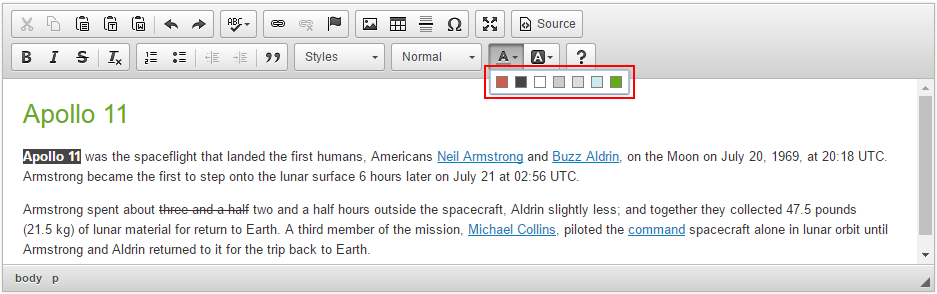 ABC Ω Source
B I S Tx 1 2 3 Styles Normal A A ?
Apollo 11
Apollo 11 was the spaceflight that landed the first humans, Americans Neil Armstrong and Buzz Aldrin, on the Moon on July 20, 1969, at 20:18 UTC.
Armstrong became the first to step onto the lunar surface 6 hours later on July 21 at 02:56 UTC.
Armstrong spent about three and a half two and a half hours outside the spacecraft, Aldrin slightly less; and together they collected 47.5 pounds
(21.5 kg) of lunar material for return to Earth. A third member of the mission, Michael Collins, piloted the command spacecraft alone in lunar orbit until
Armstrong and Aldrin returned to it for the trip back to Earth.
body p